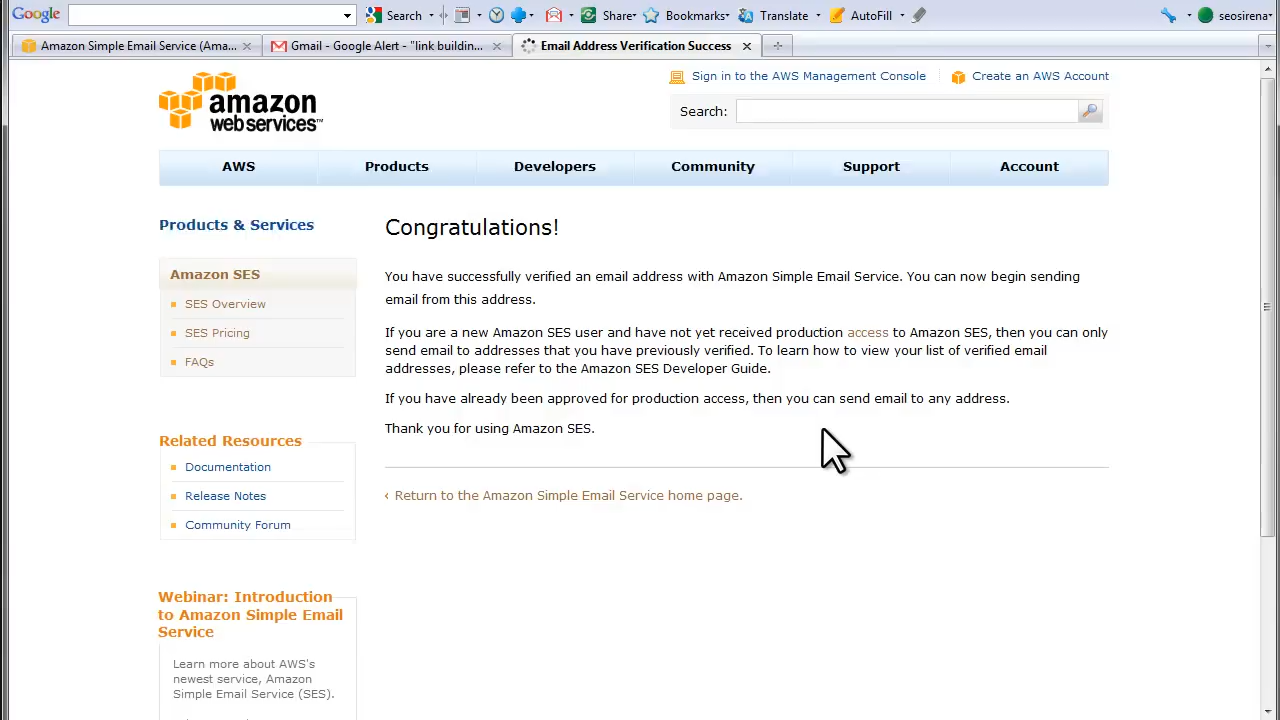 Google Search Share Bookmarks Translate AutoFill seosirena
Amazon Simple Email Service (Ama... Gmail - Google Alert - "link buildin... Email Address Verification Success
amazon
web services™
Sign in to the AWS Management Console Create an AWS Account
Search:
AWS Products Developers Community Support Account
Products & Services
Amazon SES
SES Overview
SES Pricing
FAQs
Related Resources
Documentation
Release Notes
Community Forum
Webinar: Introduction
to Amazon Simple Email
Service
Learn more about AWS's
newest service, Amazon
Simple Email Service (SES).
Congratulations!
You have successfully verified an email address with Amazon Simple Email Service. You can now begin sending
email from this address.
If you are a new Amazon SES user and have not yet received production access to Amazon SES, then you can only
send email to addresses that you have previously verified. To learn how to view your list of verified email
addresses, please refer to the Amazon SES Developer Guide.
If you have already been approved for production access, then you can send email to any address.
Thank you for using Amazon SES.
‹ Return to the Amazon Simple Email Service home page.